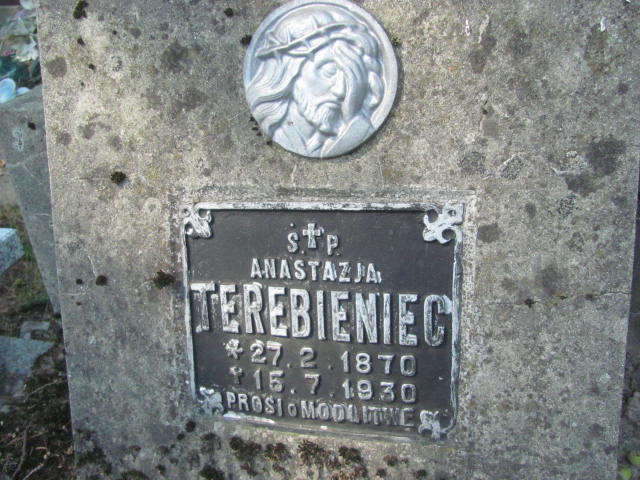 Ś.†P.
ANASTAZJA
TEREBIENIEC
* 27.2.1870
† 15.7.1930
PROSI O MODLITWĘ